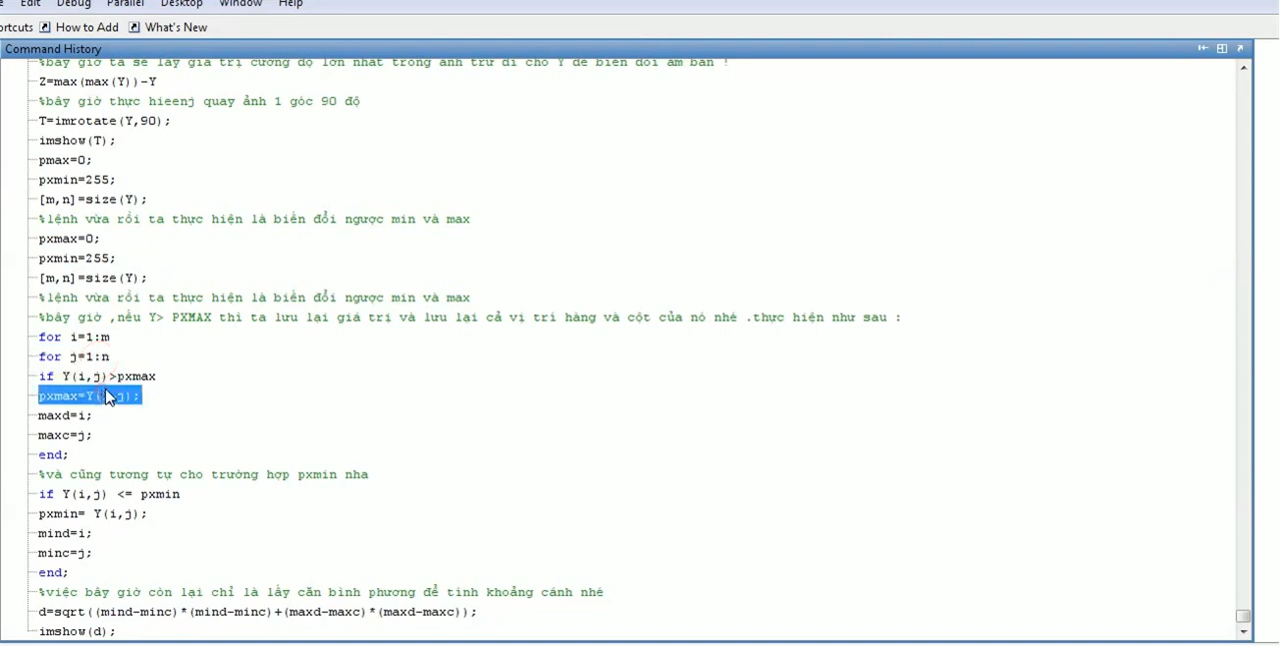 Edit Debug Parallel Desktop Window Help
ortcuts How to Add What's New
Command History
%bây giờ ta sẽ lấy giá trị cường độ lớn nhất trong ảnh trừ đi cho Y để biến đổi âm bản !
Z=max(max(Y))-Y
%bây giờ thực hieenj quay ảnh 1 góc 90 độ
T=imrotate(Y,90);
imshow(T);
pmax=0;
pxmin=255;
[m,n]=size(Y);
%lệnh vừa rồi ta thực hiện là biến đổi ngược min và max
pxmax=0;
pxmin=255;
[m,n]=size(Y);
%lệnh vừa rồi ta thực hiện là biến đổi ngược min và max
%bây giờ ,nếu Y> PXMAX thì ta lưu lại giá trị và lưu lại cả vị trí hàng và cột của nó nhé .thực hiện như sau :
for i=1:m
for j=1:n
if Y(i,j)>pxmax
pxmax=Y(i,j);
maxd=i;
maxc=j;
end;
%và cũng tương tự cho trường hợp pxmin nha
if Y(i,j) <= pxmin
pxmin= Y(i,j);
mind=i;
minc=j;
end;
%việc bây giờ còn lại chỉ là lấy căn bình phương để tính khoảng cánh nhé
d=sqrt((mind-minc)*(mind-minc)+(maxd-maxc)*(maxd-maxc));
imshow(d);